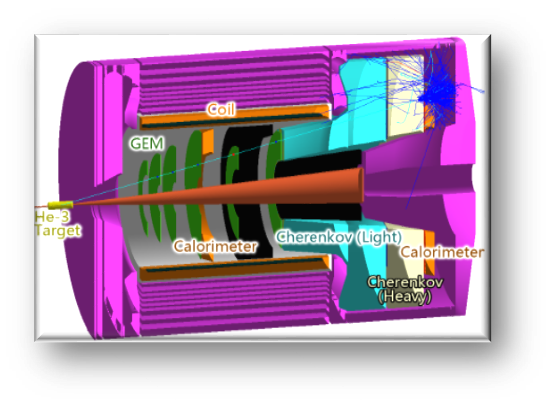 Coil
GEM
He-3
Target
Calorimeter
Cherenkov (Light)
Calorimeter
Cherenkov
(Heavy)